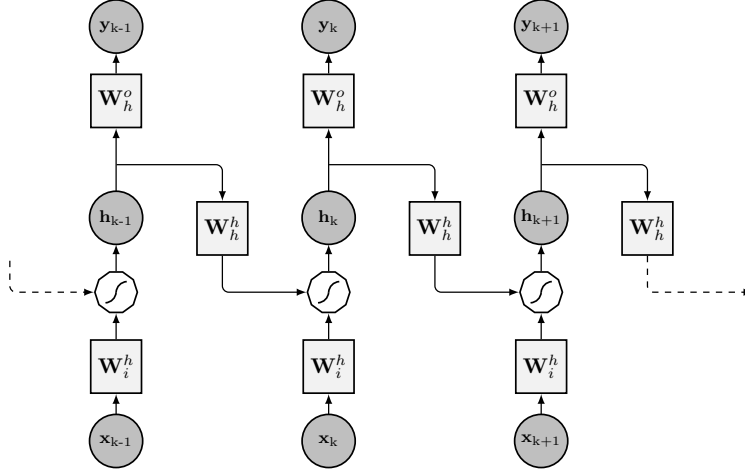 y_{k-1} y_k y_{k+1}
W_h^o W_h^o W_h^o
h_{k-1} W_h^h h_k W_h^h h_{k+1} W_h^h
W_i^h W_i^h W_i^h
x_{k-1} x_k x_{k+1}